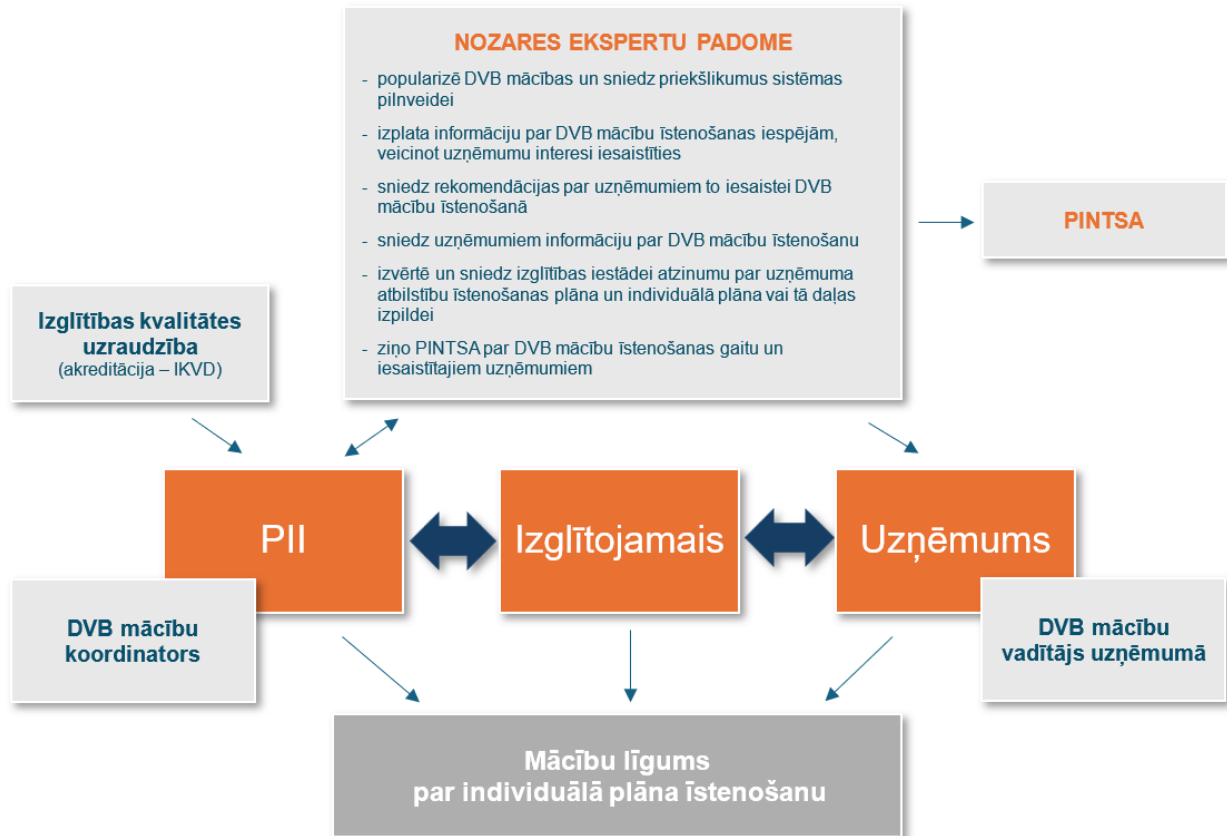 NOZARES EKSPERTU PADOME
- popularizē DVB mācības un sniedz priekšlikumus sistēmas
pilnveidei
- izplata informāciju par DVB mācību īstenošanas iespējām,
veicinot uzņēmumu interesi iesaistīties
- sniedz rekomendācijas par uzņēmumiem to iesaistei DVB
mācību īstenošanā
- sniedz uzņēmumiem informāciju par DVB mācību īstenošanu
- izvērtē un sniedz izglītības iestādei atzinumu par uzņēmuma
atbilstību īstenošanas plāna un individuālā plāna vai tā daļas
izpildei
- ziņo PINTSA par DVB mācību īstenošanas gaitu un
iesaistītajiem uzņēmumiem
PINTSA
Izglītības kvalitātes
uzraudzība
(akreditācija – IKVD)
PII
Izglītojamais
Uzņēmums
DVB mācību
koordinators
DVB mācību
vadītājs uzņēmumā
Mācību līgums
par individuālā plāna īstenošanu